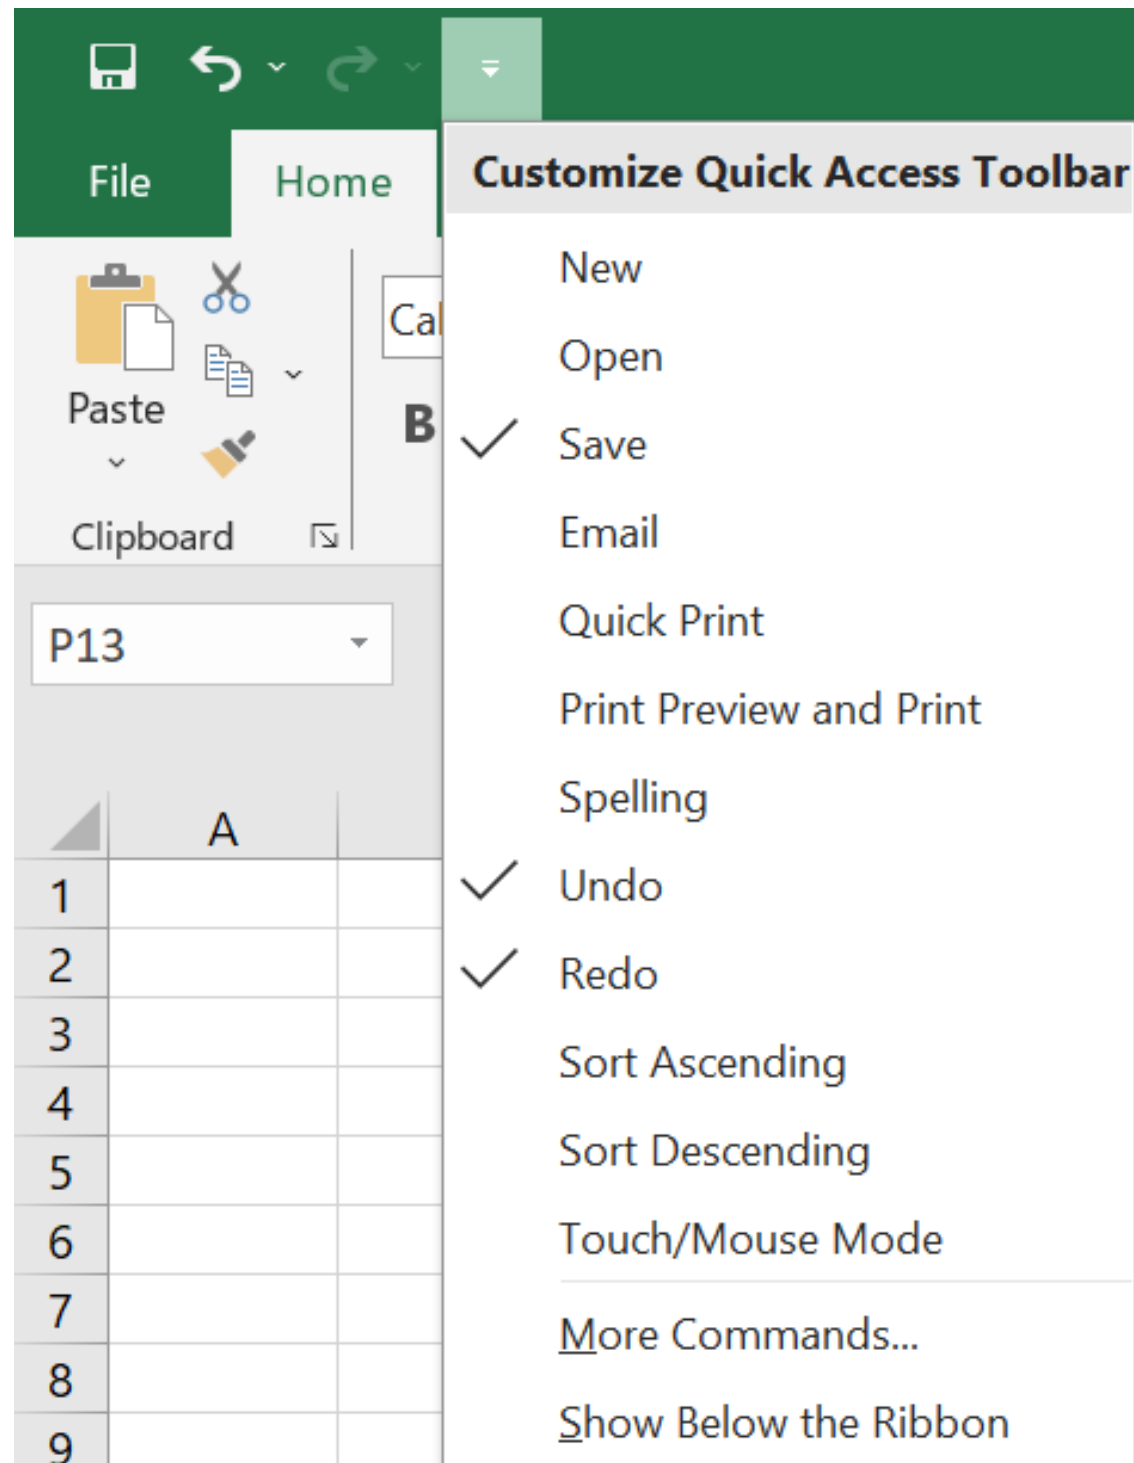 File
Home
Customize Quick Access Toolbar
New
Open
Save
Email
Quick Print
Print Preview and Print
Spelling
Undo
Redo
Sort Ascending
Sort Descending
Touch/Mouse Mode
More Commands...
Show Below the Ribbon
Paste
Clipboard
Cal
B
P13
A
1
2
3
4
5
6
7
8
9